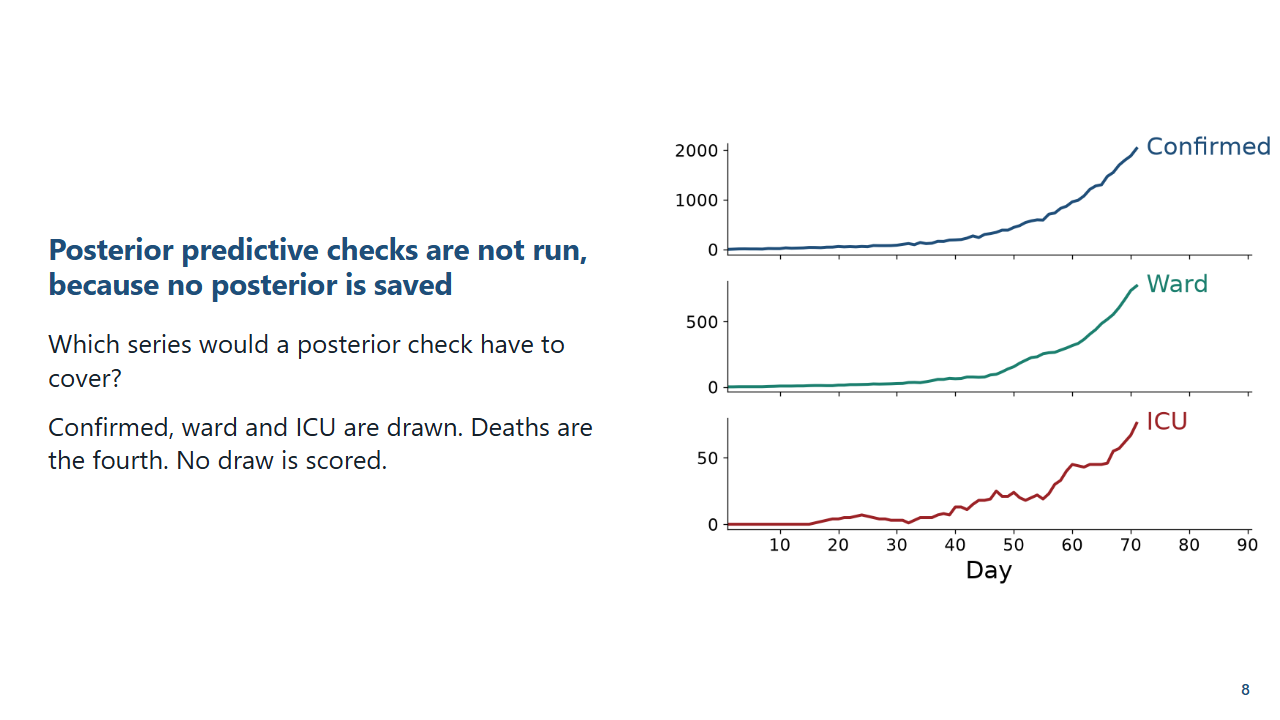 Posterior predictive checks are not run,
because no posterior is saved
Which series would a posterior check have to
cover?
Confirmed, ward and ICU are drawn. Deaths are
the fourth. No draw is scored.
2000
1000
0
Confirmed
500
0
Ward
50
0
ICU
10 20 30 40 50 60 70 80 90
Day
8